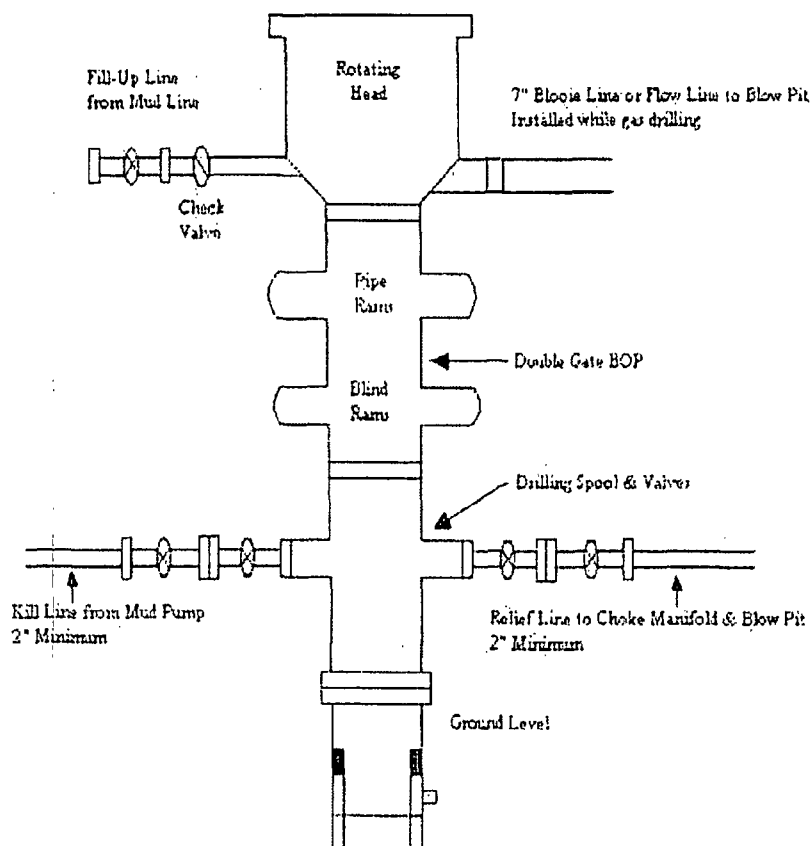 Rotating
Head
Fill-Up Line
from Mud Line
7" Blooie Line or Flow Line to Blow Pit
Installed while gas drilling
Check
Valve
Pipe
Rams
Double Gate BOP
Blind
Rams
Drilling Spool & Valves
Kill Line from Mud Pump
2" Minimum
Relief Line to Choke Manifold & Blow Pit
2" Minimum
Ground Level